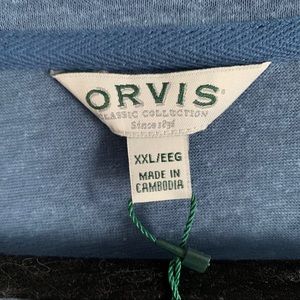 ORVIS®
CLASSIC COLLECTION
Since 1856
XXL/EEG
MADE IN
CAMBODIA